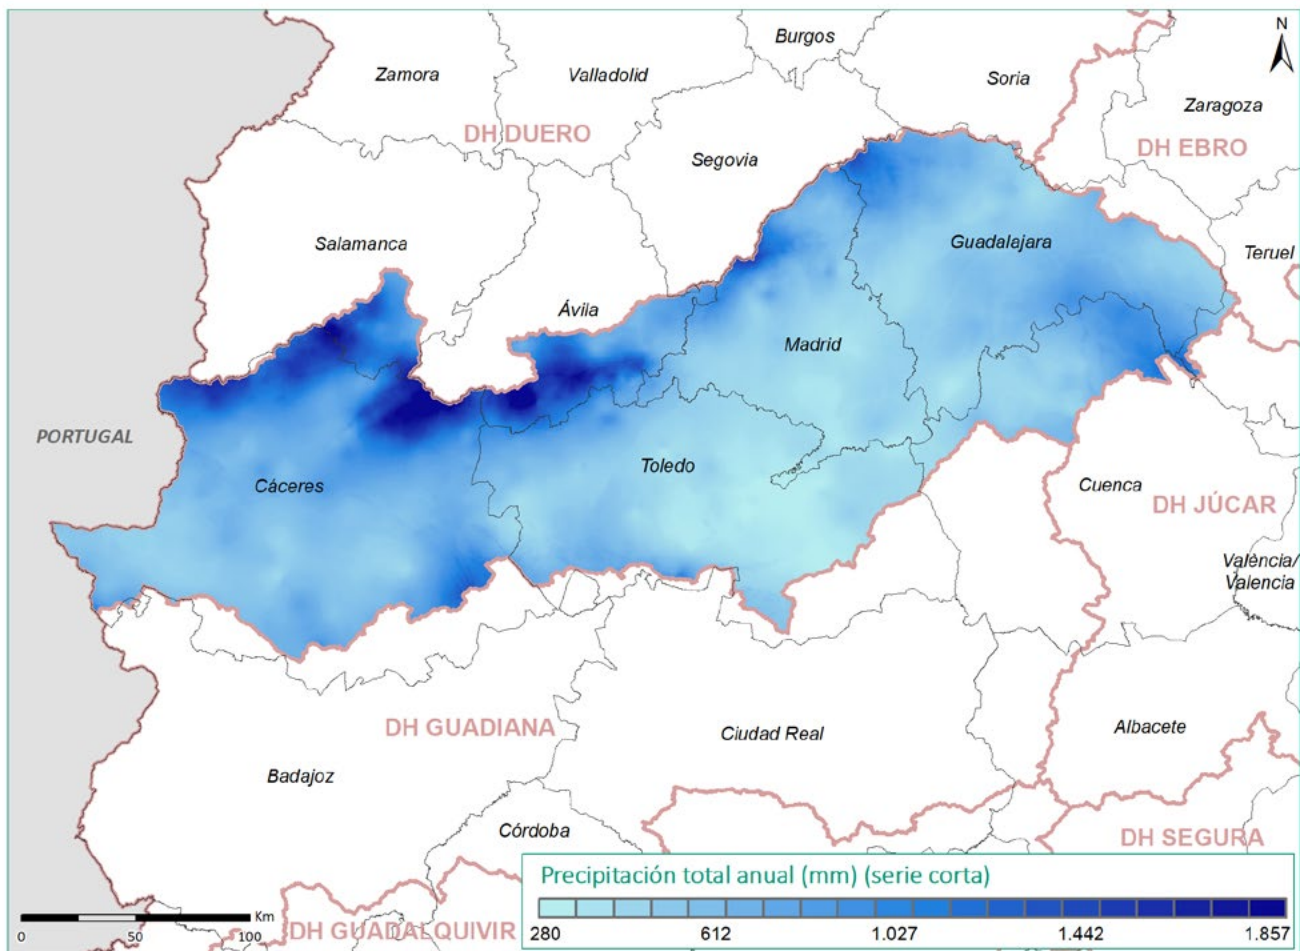 N
Burgos
Zamora
Valladolid
Soria
Zaragoza
DH DUERO
DH EBRO
Segovia
Salamanca
Guadalajara
Teruel
Ávila
Madrid
PORTUGAL
Toledo
Cáceres
Cuenca
DH JÚCAR
València/
Valencia
DH GUADIANA
Ciudad Real
Albacete
Badajoz
Córdoba
DH SEGURA
Precipitación total anual (mm) (serie corta)
280 612 1.027 1.442 1.857
Km
0 50 100
DH GUADALQUIVIR